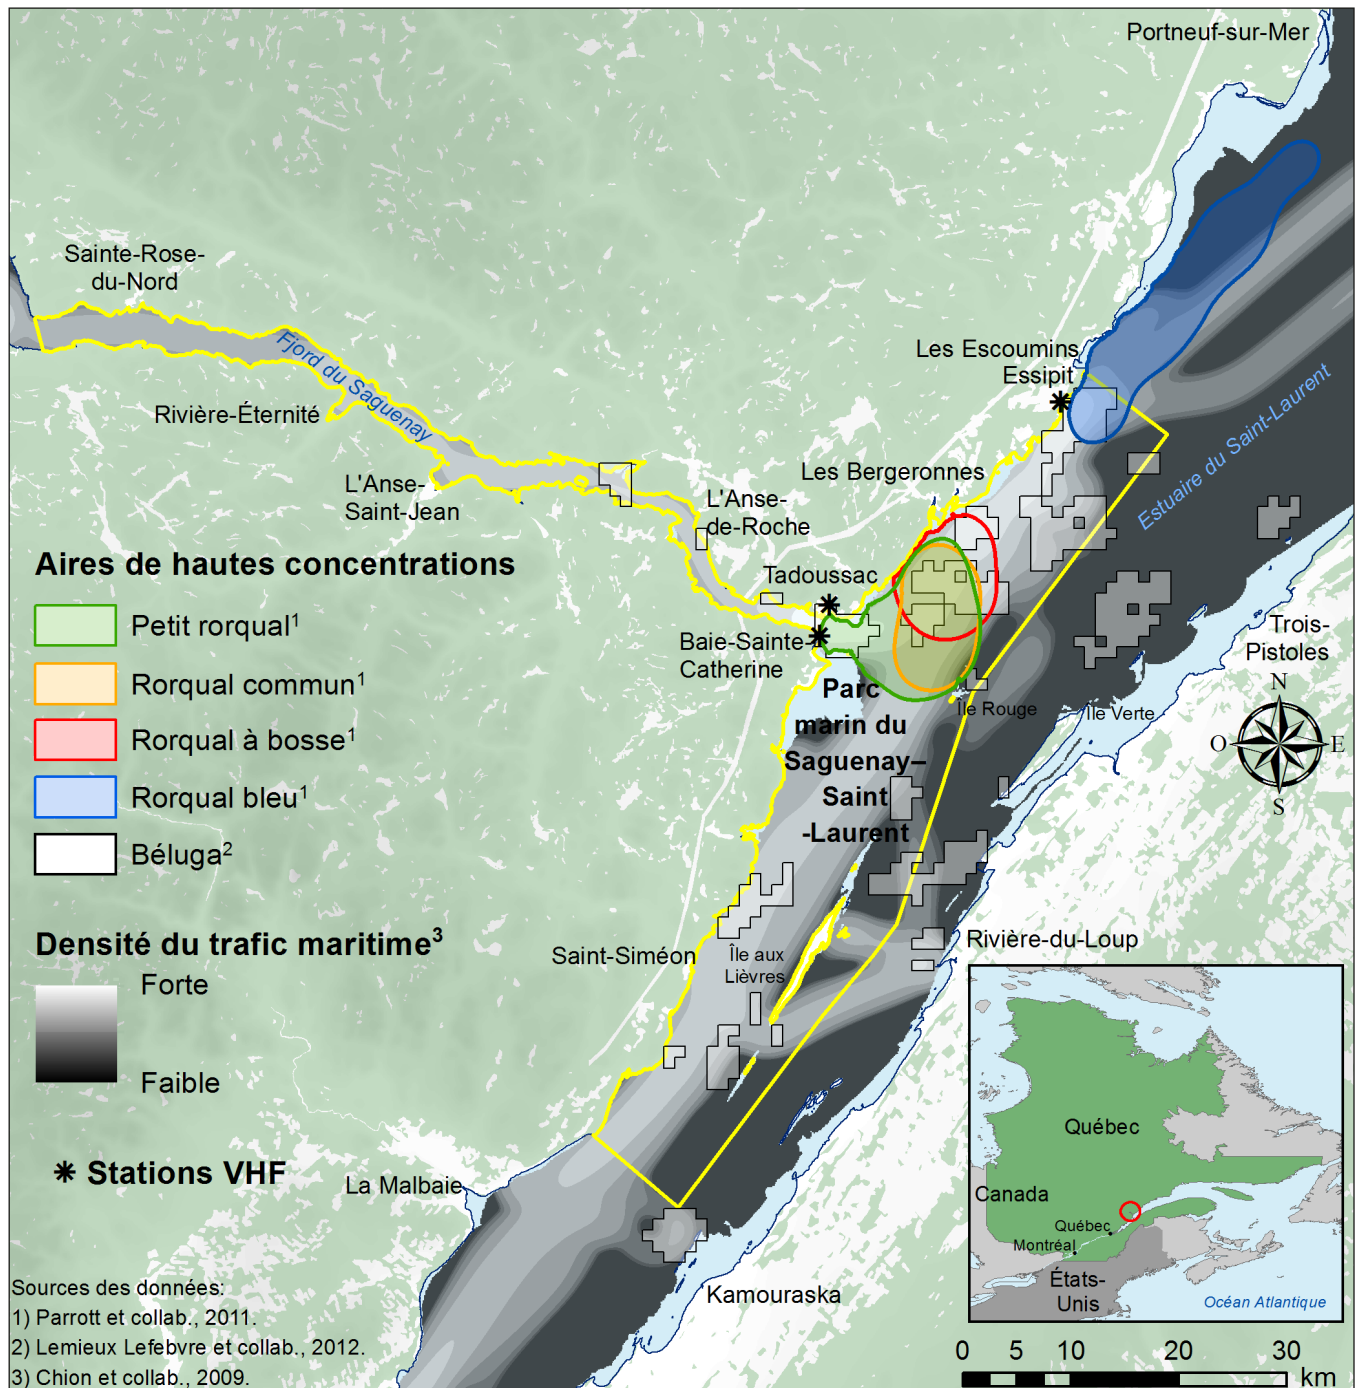 Portneuf-sur-Mer
Sainte-Rose-
du-Nord
Fjord du Saguenay
Rivière-Éternité
L'Anse-
Saint-Jean
Les Escoumins
Essipit
Les Bergeronnes
L'Anse-
de-Roche
Tadoussac
Baie-Sainte-
Catherine
Estuaire du Saint-Laurent
Trois-
Pistoles
Île Rouge
Île Verte
Parc
marin du
Saguenay–
Saint
-Laurent
N
O
E
S
Aires de hautes concentrations
Petit rorqual1
Rorqual commun1
Rorqual à bosse1
Rorqual bleu1
Béluga2
Densité du trafic maritime3
Forte
Faible
Stations VHF
Saint-Siméon
Île aux
Lièvres
Rivière-du-Loup
La Malbaie
Kamouraska
Québec
Canada
Québec
Montréal
États-
Unis
Océan Atlantique
Sources des données:
1) Parrott et collab., 2011.
2) Lemieux Lefebvre et collab., 2012.
3) Chion et collab., 2009.
0 5 10 20 30
km